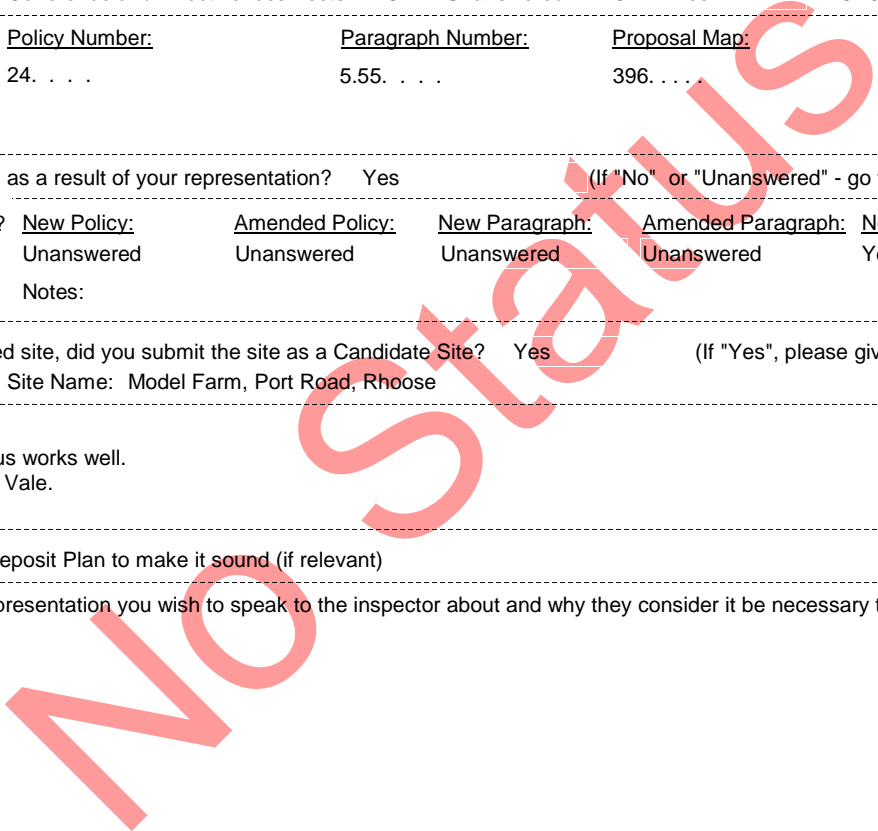 Policy Number: Paragraph Number: Proposal Map:
24. . . . 5.55. . . . 396. . . . .
as a result of your representation? Yes (If "No" or "Unanswered" - go
? New Policy: Amended Policy: New Paragraph: Amended Paragraph:
Unanswered Unanswered Unanswered Unanswered
Notes:
ed site, did you submit the site as a Candidate Site? Yes (If "Yes", please giv
Site Name: Model Farm, Port Road, Rhoose
us works well.
Vale.
eposit Plan to make it sound (if relevant)
presentation you wish to speak to the inspector about and why they consider it be necessary
No Status